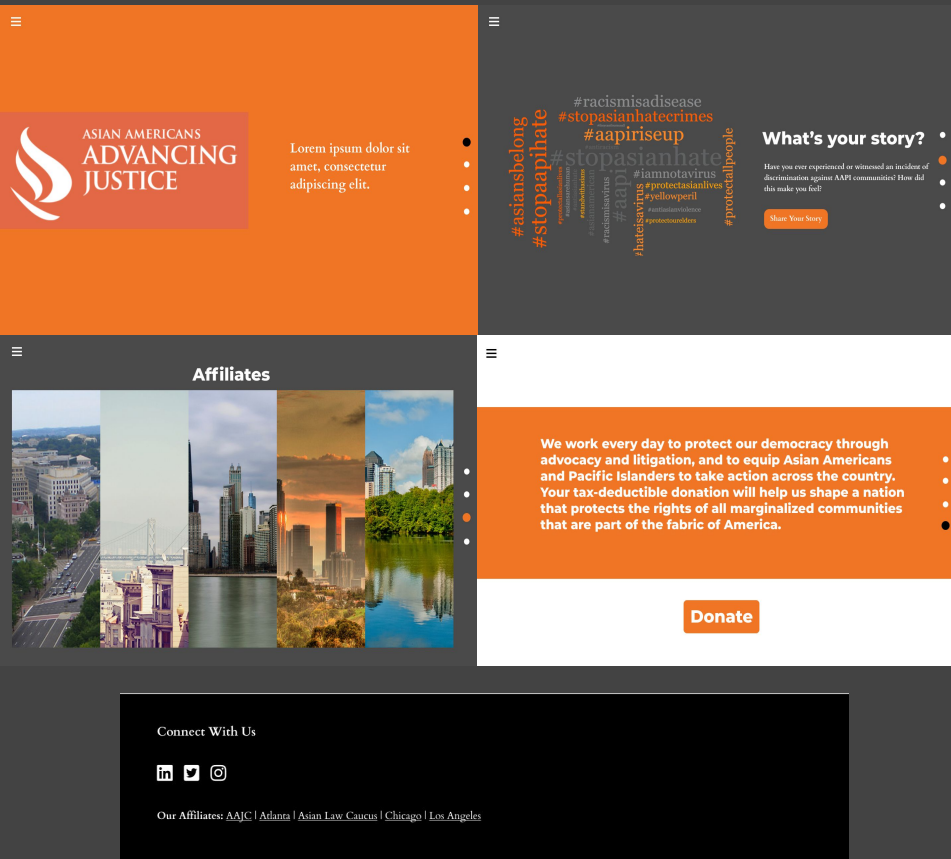 ASIAN AMERICANS
ADVANCING
JUSTICE
Lorem ipsum dolor sit
amet, consectetur
adipiscing elit.
#racismisadisease
#stopasianhatecrimes
#aapiriseup
#stopasianhate
#iamnotavirus
#protectasianlives
#yellowperil
#antiasianviolence
#protectourelders
#asiansbelong
#stopaapihate
#racismisavirus
#aapi
#hateisavirus
#protectallpeople
What's your story?
Have you ever experienced or witnessed an incident of
discrimination against AAPI communities? How did
this make you feel?
Share Your Story
Affiliates
We work every day to protect our democracy through
advocacy and litigation, and to equip Asian Americans
and Pacific Islanders to take action across the country.
Your tax-deductible donation will help us shape a nation
that protects the rights of all marginalized communities
that are part of the fabric of America.
Donate
Connect With Us
Our Affiliates: AAJC | Atlanta | Asian Law Caucus | Chicago | Los Angeles